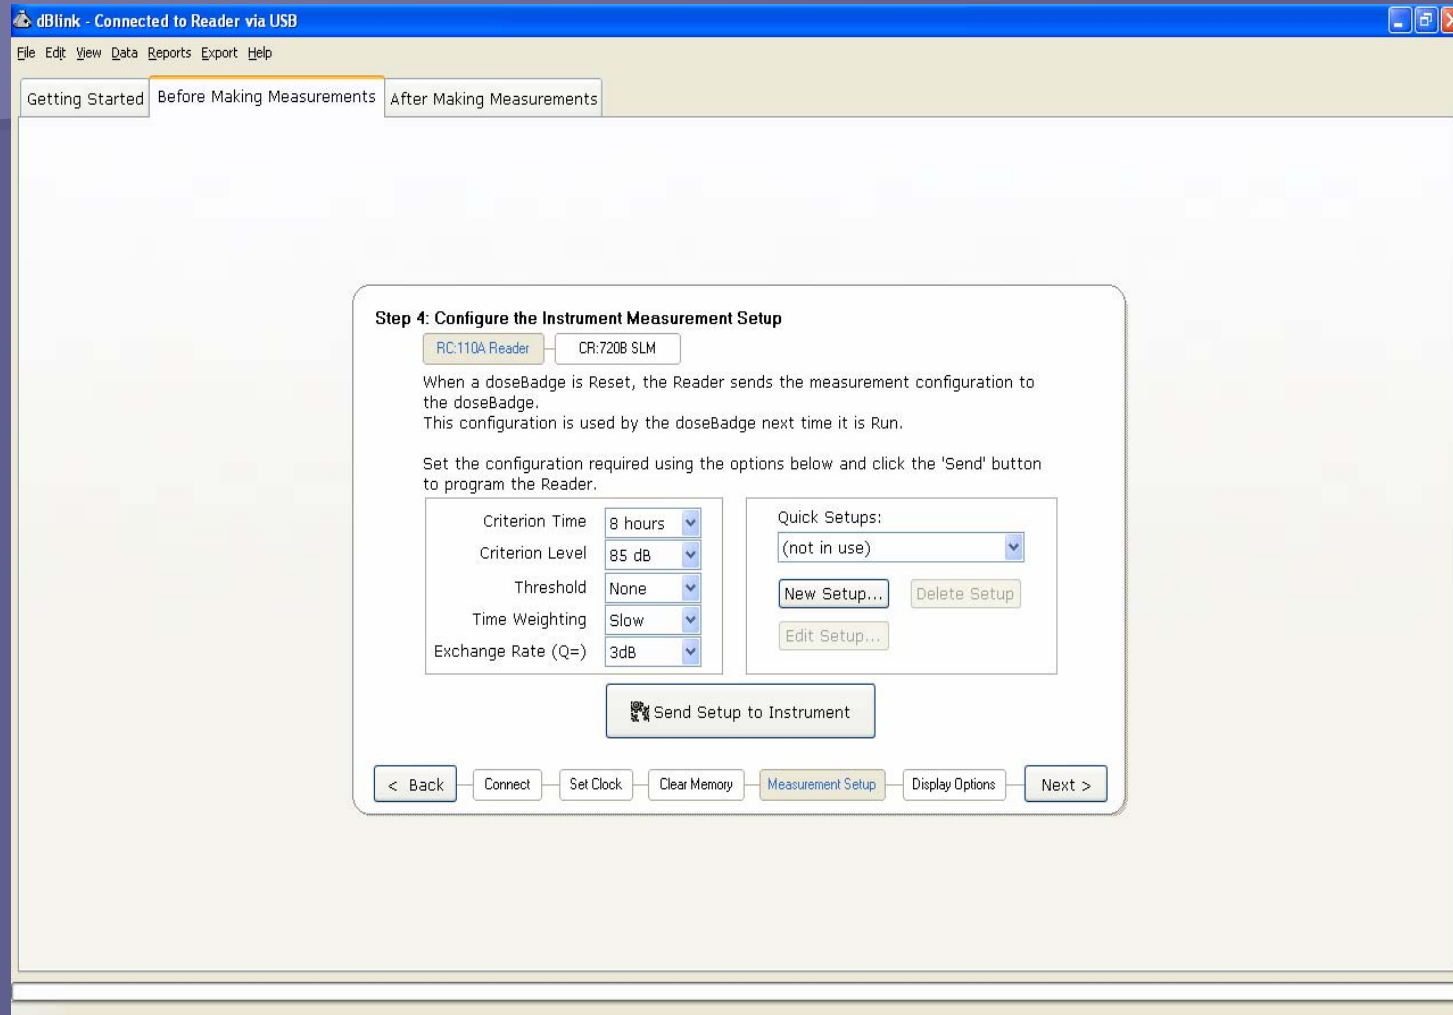 dBlink - Connected to Reader via USB
File Edit View Data Reports Export Help
Getting Started Before Making Measurements After Making Measurements
Step 4: Configure the Instrument Measurement Setup
RC:110A Reader CR:720B SLM
When a doseBadge is Reset, the Reader sends the measurement configuration to
the doseBadge.
This configuration is used by the doseBadge next time it is Run.
Set the configuration required using the options below and click the 'Send' button
to program the Reader.
Criterion Time 8 hours
Criterion Level 85 dB
Threshold None
Time Weighting Slow
Exchange Rate (Q=) 3dB
Quick Setups:
(not in use)
New Setup... Delete Setup
Edit Setup...
Send Setup to Instrument
< Back Connect Set Clock Clear Memory Measurement Setup Display Options Next >